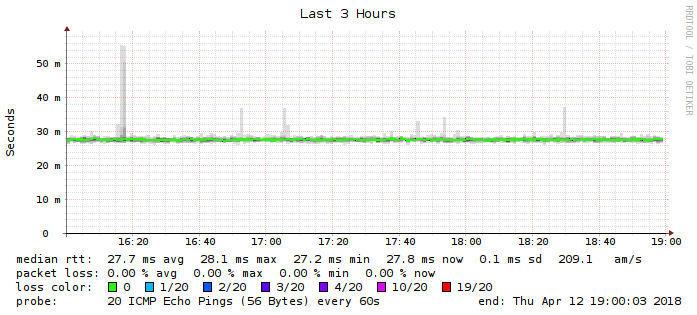 Last 3 Hours
RRDTOOL / TOBI OETIKER
Seconds
50 m
40 m
30 m
20 m
10 m
0
16:20 16:40 17:00 17:20 17:40 18:00 18:20 18:40 19:00
median rtt: 27.7 ms avg 28.1 ms max 27.2 ms min 27.8 ms now 0.1 ms sd 209.1 am/s
packet loss: 0.00 % avg 0.00 % max 0.00 % min 0.00 % now
loss color: 0 1/20 2/20 3/20 4/20 10/20 19/20
probe: 20 ICMP Echo Pings (56 Bytes) every 60s end: Thu Apr 12 19:00:03 2018